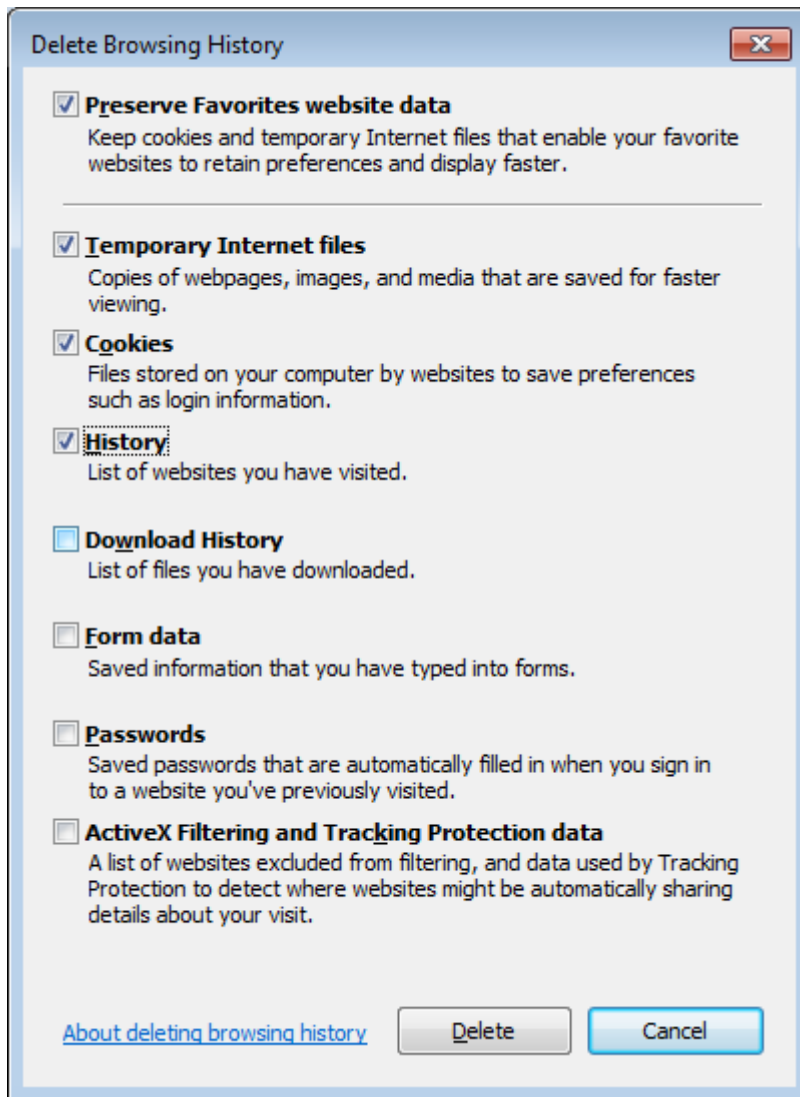 Delete Browsing History
Preserve Favorites website data
Keep cookies and temporary Internet files that enable your favorite
websites to retain preferences and display faster.
Temporary Internet files
Copies of webpages, images, and media that are saved for faster
viewing.
Cookies
Files stored on your computer by websites to save preferences
such as login information.
History
List of websites you have visited.
Download History
List of files you have downloaded.
Form data
Saved information that you have typed into forms.
Passwords
Saved passwords that are automatically filled in when you sign in
to a website you've previously visited.
ActiveX Filtering and Tracking Protection data
A list of websites excluded from filtering, and data used by Tracking
Protection to detect where websites might be automatically sharing
details about your visit.
About deleting browsing history
Delete
Cancel